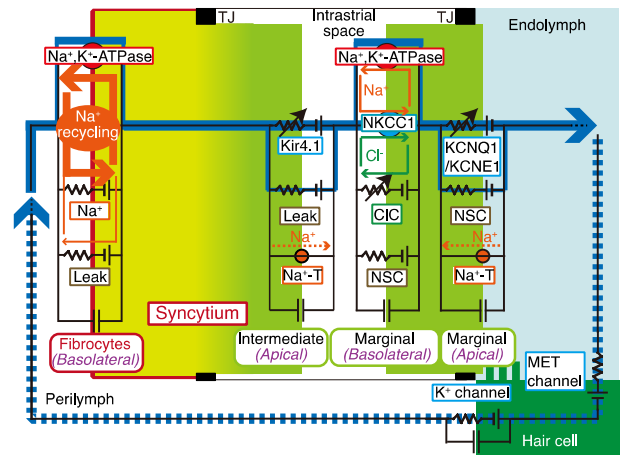 TJ
Intrastrial
space
TJ
Endolymph
Na⁺,K⁺-ATPase
Na⁺,K⁺-ATPase
Na⁺
recycling
Na⁺
NKCC1
Kir4.1
KCNQ1
/KCNE1
Cl⁻
Na⁺
Leak
ClC
NSC
Na⁺
Na⁺
Leak
Na⁺-T
NSC
Na⁺-T
Syncytium
Fibrocytes
(Basolateral)
Intermediate
(Apical)
Marginal
(Basolateral)
Marginal
(Apical)
MET
channel
Perilymph
K⁺ channel
Hair cell